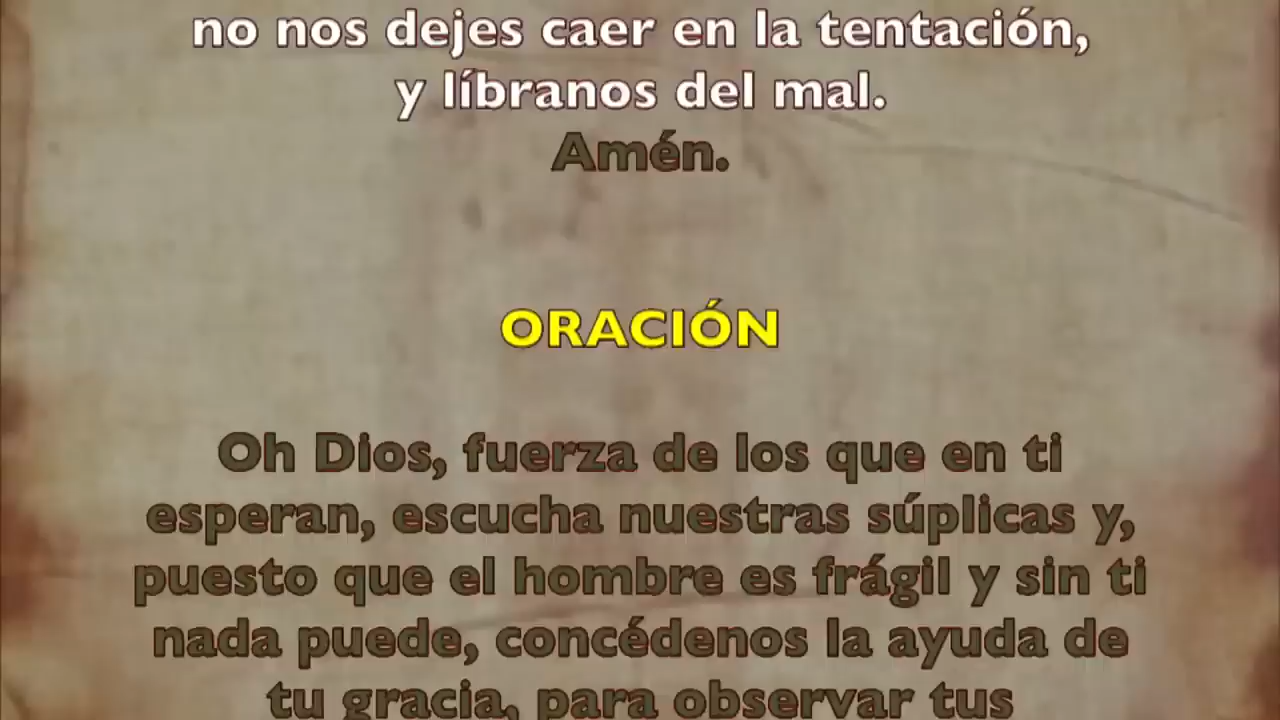 no nos dejes caer en la tentación,
y líbranos del mal.
Amén.
ORACIÓN
Oh Dios, fuerza de los que en ti
esperan, escucha nuestras súplicas y,
puesto que el hombre es frágil y sin ti
nada puede, concédenos la ayuda de
tu gracia, para observar tus